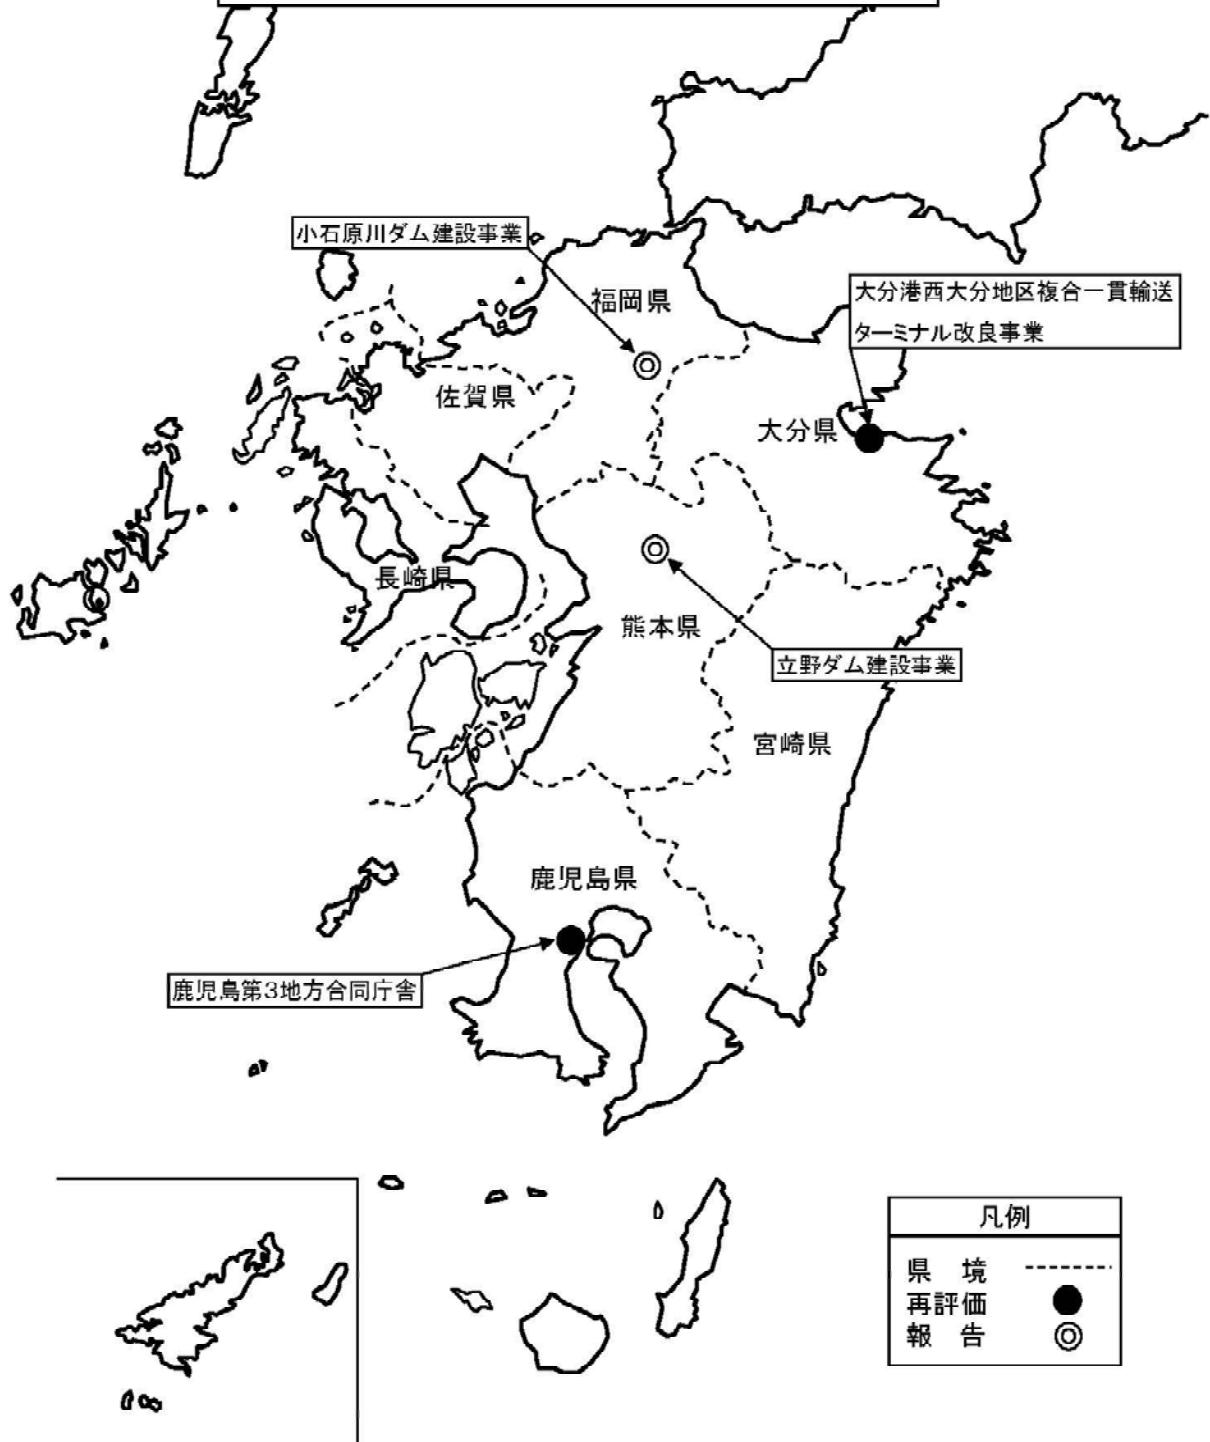 小石原川ダム建設事業
福岡県
大分港西大分地区複合一貫輸送
ターミナル改良事業
佐賀県
大分県
長崎県
熊本県
立野ダム建設事業
宮崎県
鹿児島県
鹿児島第3地方合同庁舎
凡例
県　境
再評価
報　告